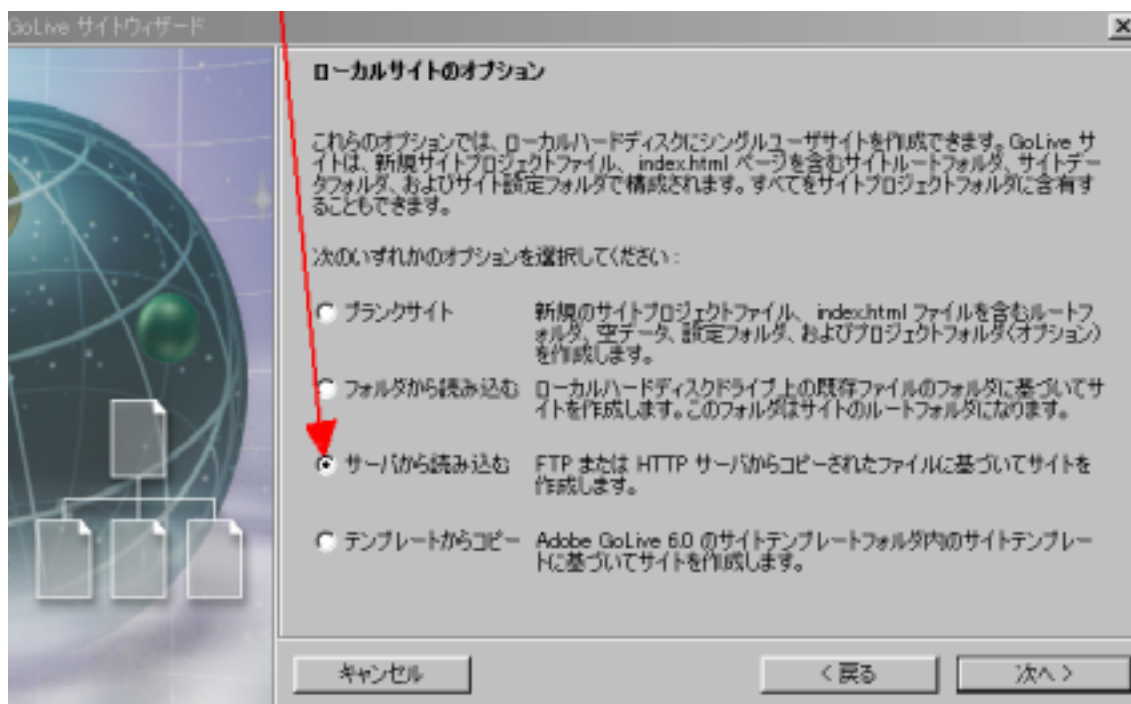 GoLive サイトウィザード
ローカルサイトのオプション
これらのオプションでは、ローカルハードディスクにシングルユーザサイトを作成できます。GoLive サ
イトは、新規サイトプロジェクトファイル、index.html ページを含むサイトルートフォルダ、サイトデー
タフォルダ、およびサイト設定フォルダで構成されます。すべてをサイトプロジェクトフォルダに含有す
ることもできます。
次のいずれかのオプションを選択してください：
ブランクサイト
新規のサイトプロジェクトファイル、index.html ファイルを含むルートフ
ォルダ、空データ、設定フォルダ、およびプロジェクトフォルダ(オプション)
を作成します。
フォルダから読み込む
ローカルハードディスクドライブ上の既存ファイルのフォルダに基づいてサ
イトを作成します。このフォルダはサイトのルートフォルダになります。
サーバから読み込む
FTP または HTTP サーバからコピーされたファイルに基づいてサイトを
作成します。
テンプレートからコピー
Adobe GoLive 6.0 のサイトテンプレートフォルダ内のサイトテンプレー
トに基づいてサイトを作成します。
キャンセル
< 戻る
次へ >